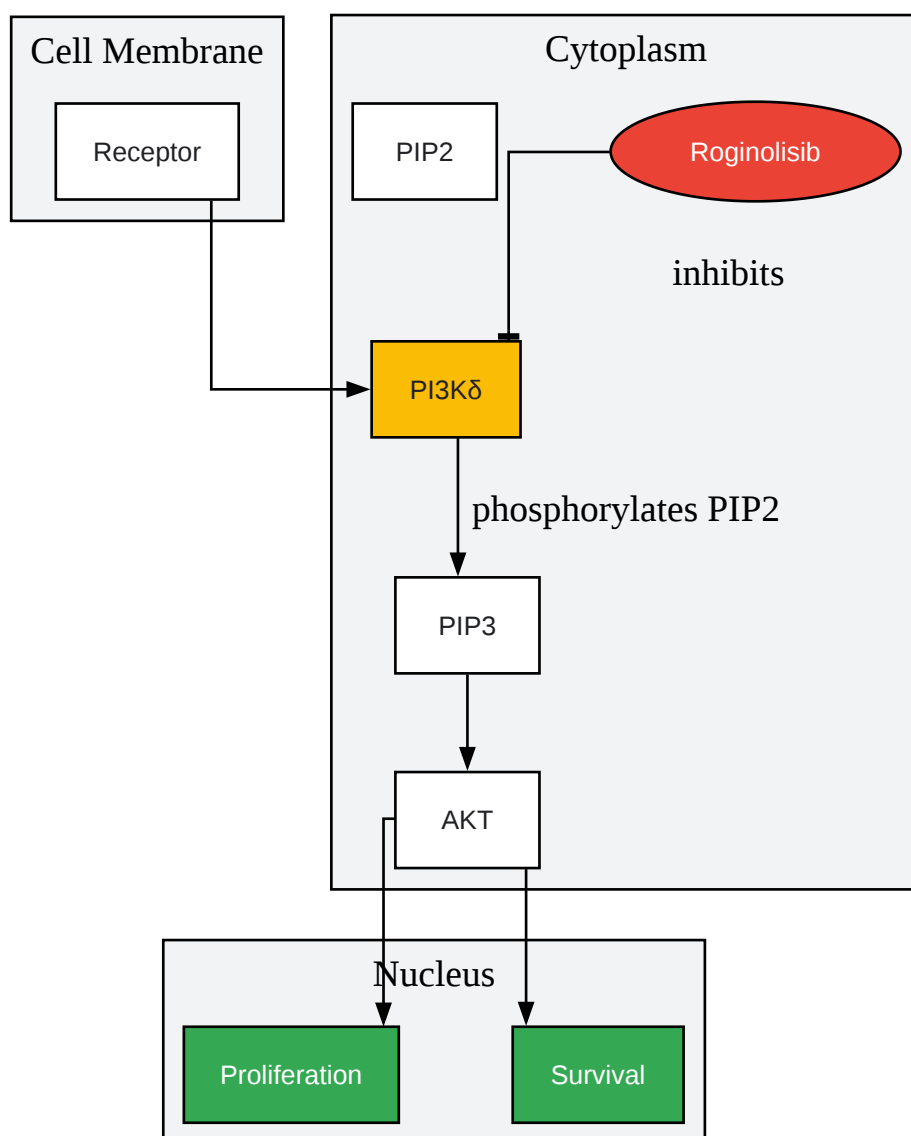 Cell Membrane
Receptor
Cytoplasm
PIP2
Roginolisib
inhibits
PI3Kδ
phosphorylates PIP2
PIP3
AKT
Nucleus
Proliferation
Survival